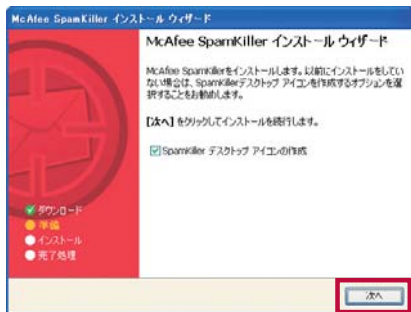 McAfee SpamKiller インストール ウィザード
McAfee SpamKiller インストール ウィザード
McAfee SpamKillerをインストールします。以前にインストールをしてい
ない場合は、SpamKillerデスクトップ アイコンを作成するオプションを選
択することをお勧めします。
[次へ] をクリックしてインストールを続行します。
SpamKiller デスクトップ アイコンの作成
ダウンロード
準備
インストール
完了処理
次へ